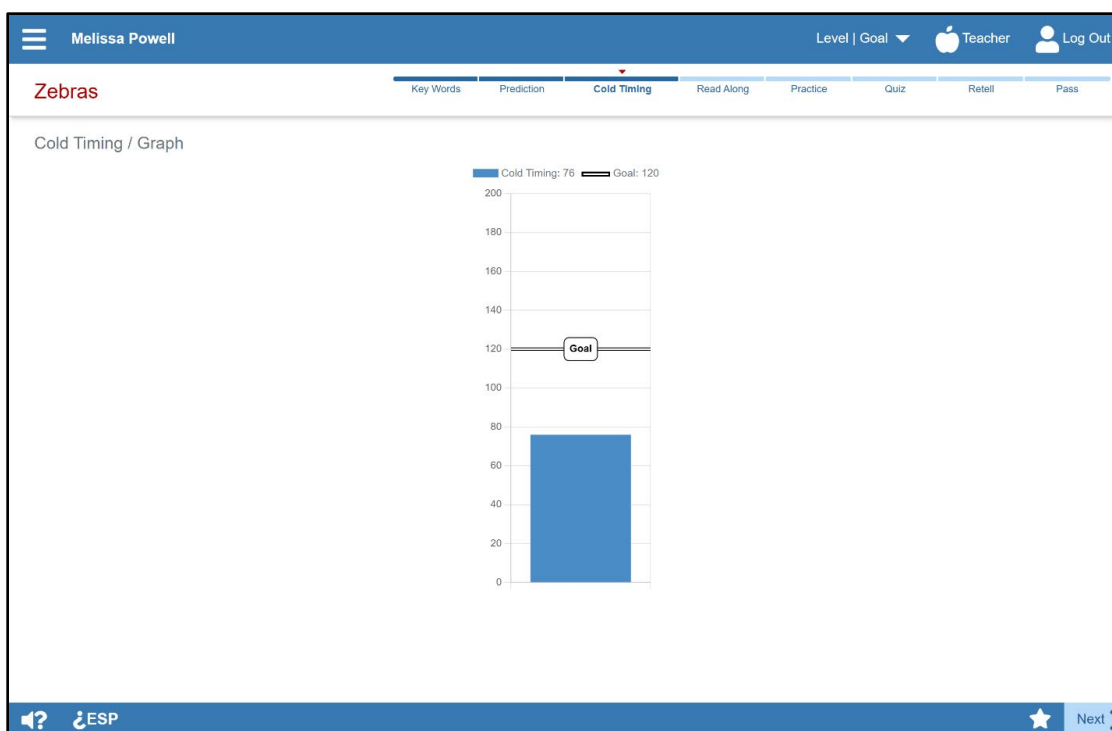 Melissa Powell Level | Goal Teacher Log Out
Zebras Key Words Prediction Cold Timing Read Along Practice Quiz Retell Pass
Cold Timing / Graph
Cold Timing: 76 Goal: 120
200
180
160
140
120 Goal
100
80
60
40
20
0
? ¿ESP Next